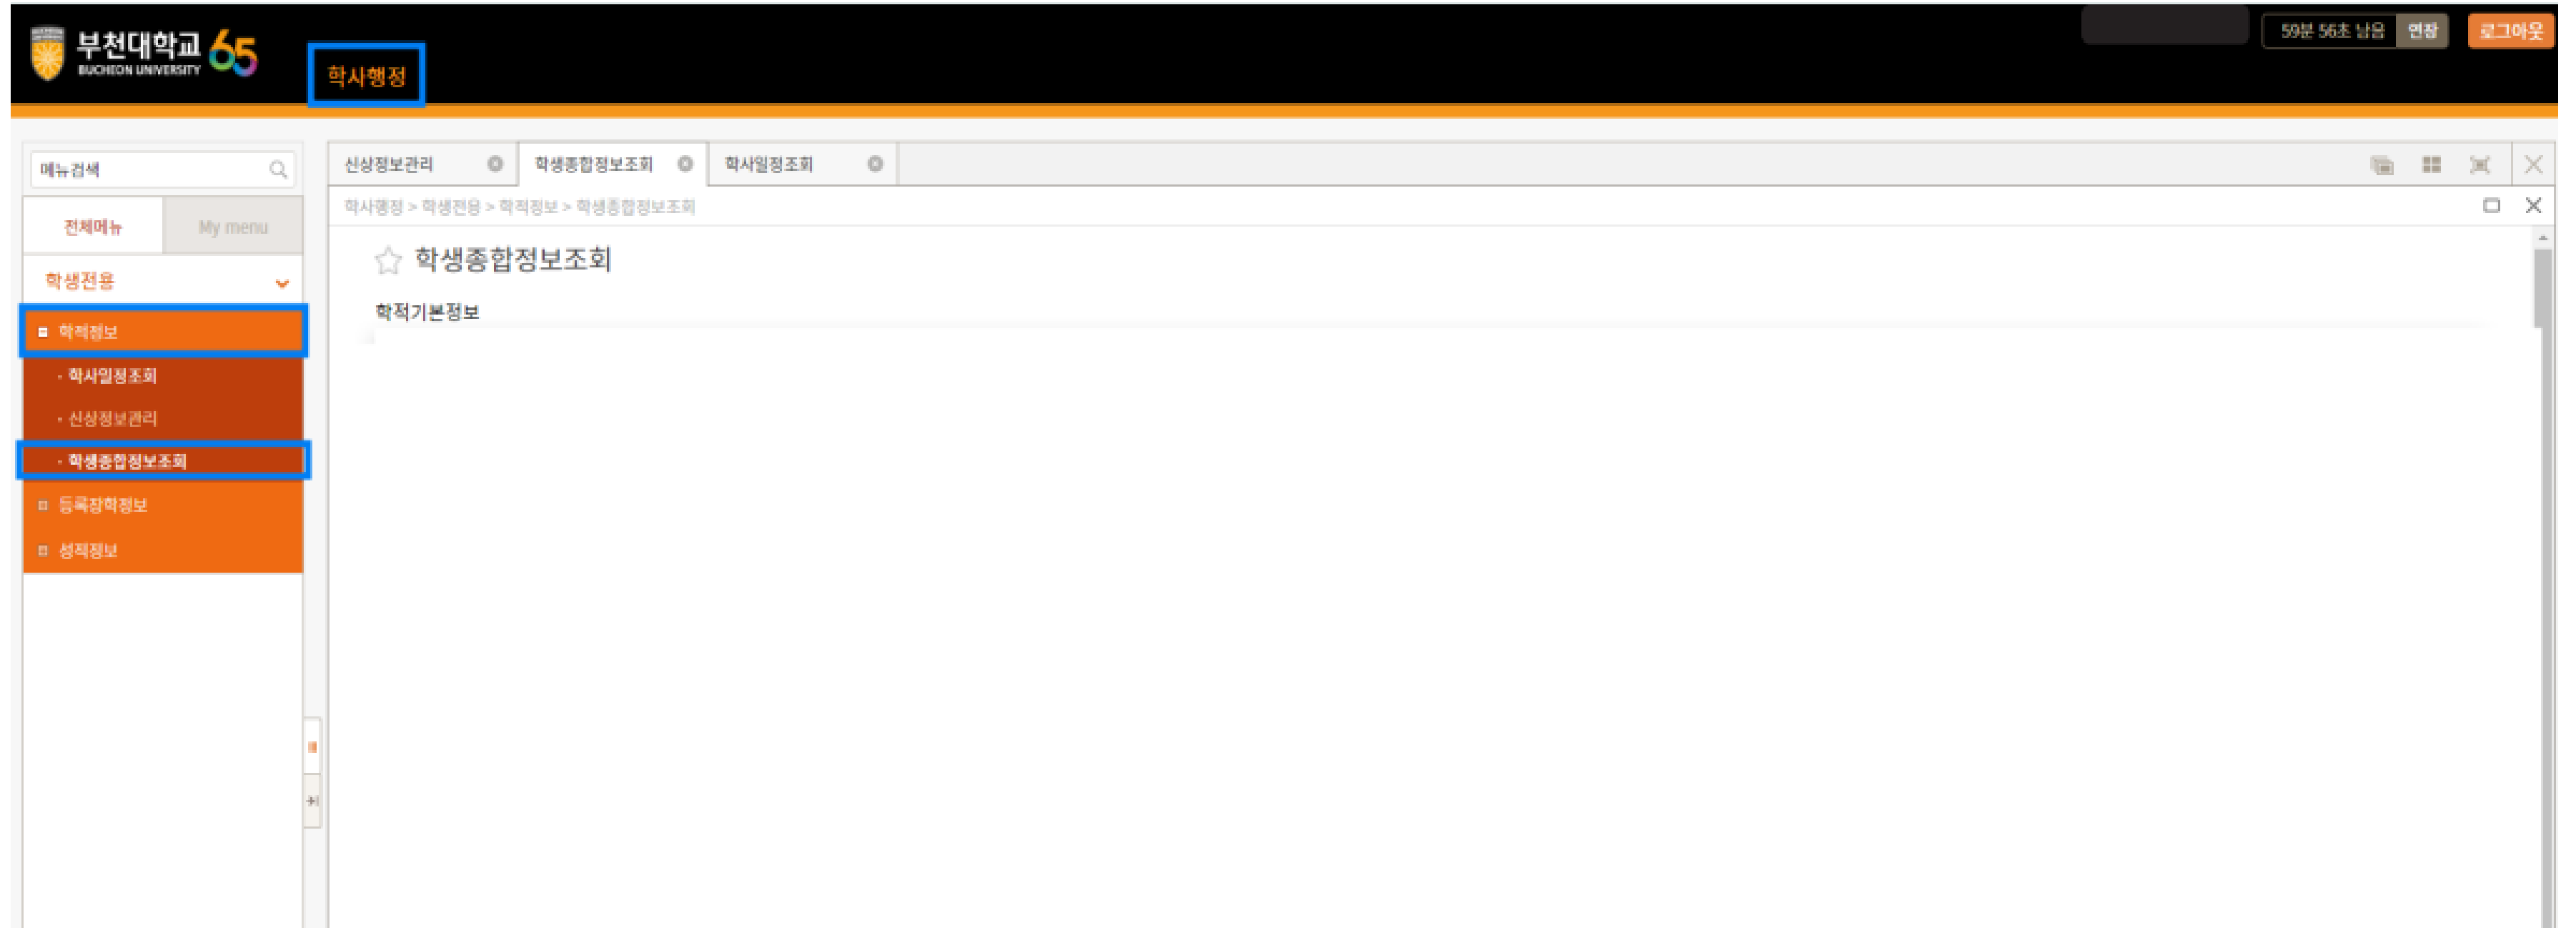 부천대학교 65
BUCHEON UNIVERSITY
학사행정
59분 56초 남음 연장 로그아웃
메뉴검색
전체메뉴 My menu
학생전용
학적정보
- 학사일정조회
- 신상정보관리
- 학생종합정보조회
등록장학정보
성적정보
신상정보관리 학생종합정보조회 학사일정조회
학사행정 > 학생전용 > 학적정보 > 학생종합정보조회
학생종합정보조회
학적기본정보